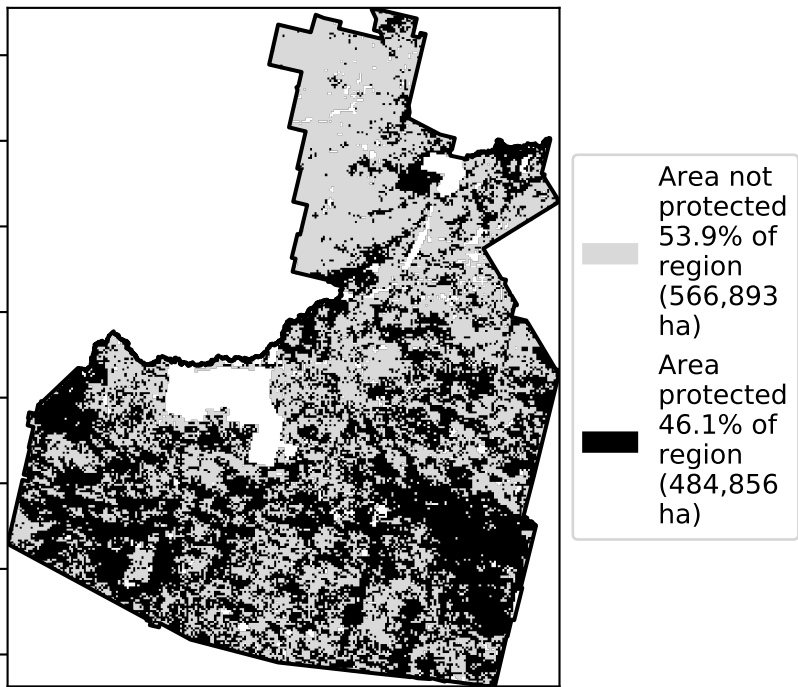 Area not
protected
53.9% of
region
(566,893
ha)
Area
protected
46.1% of
region
(484,856
ha)